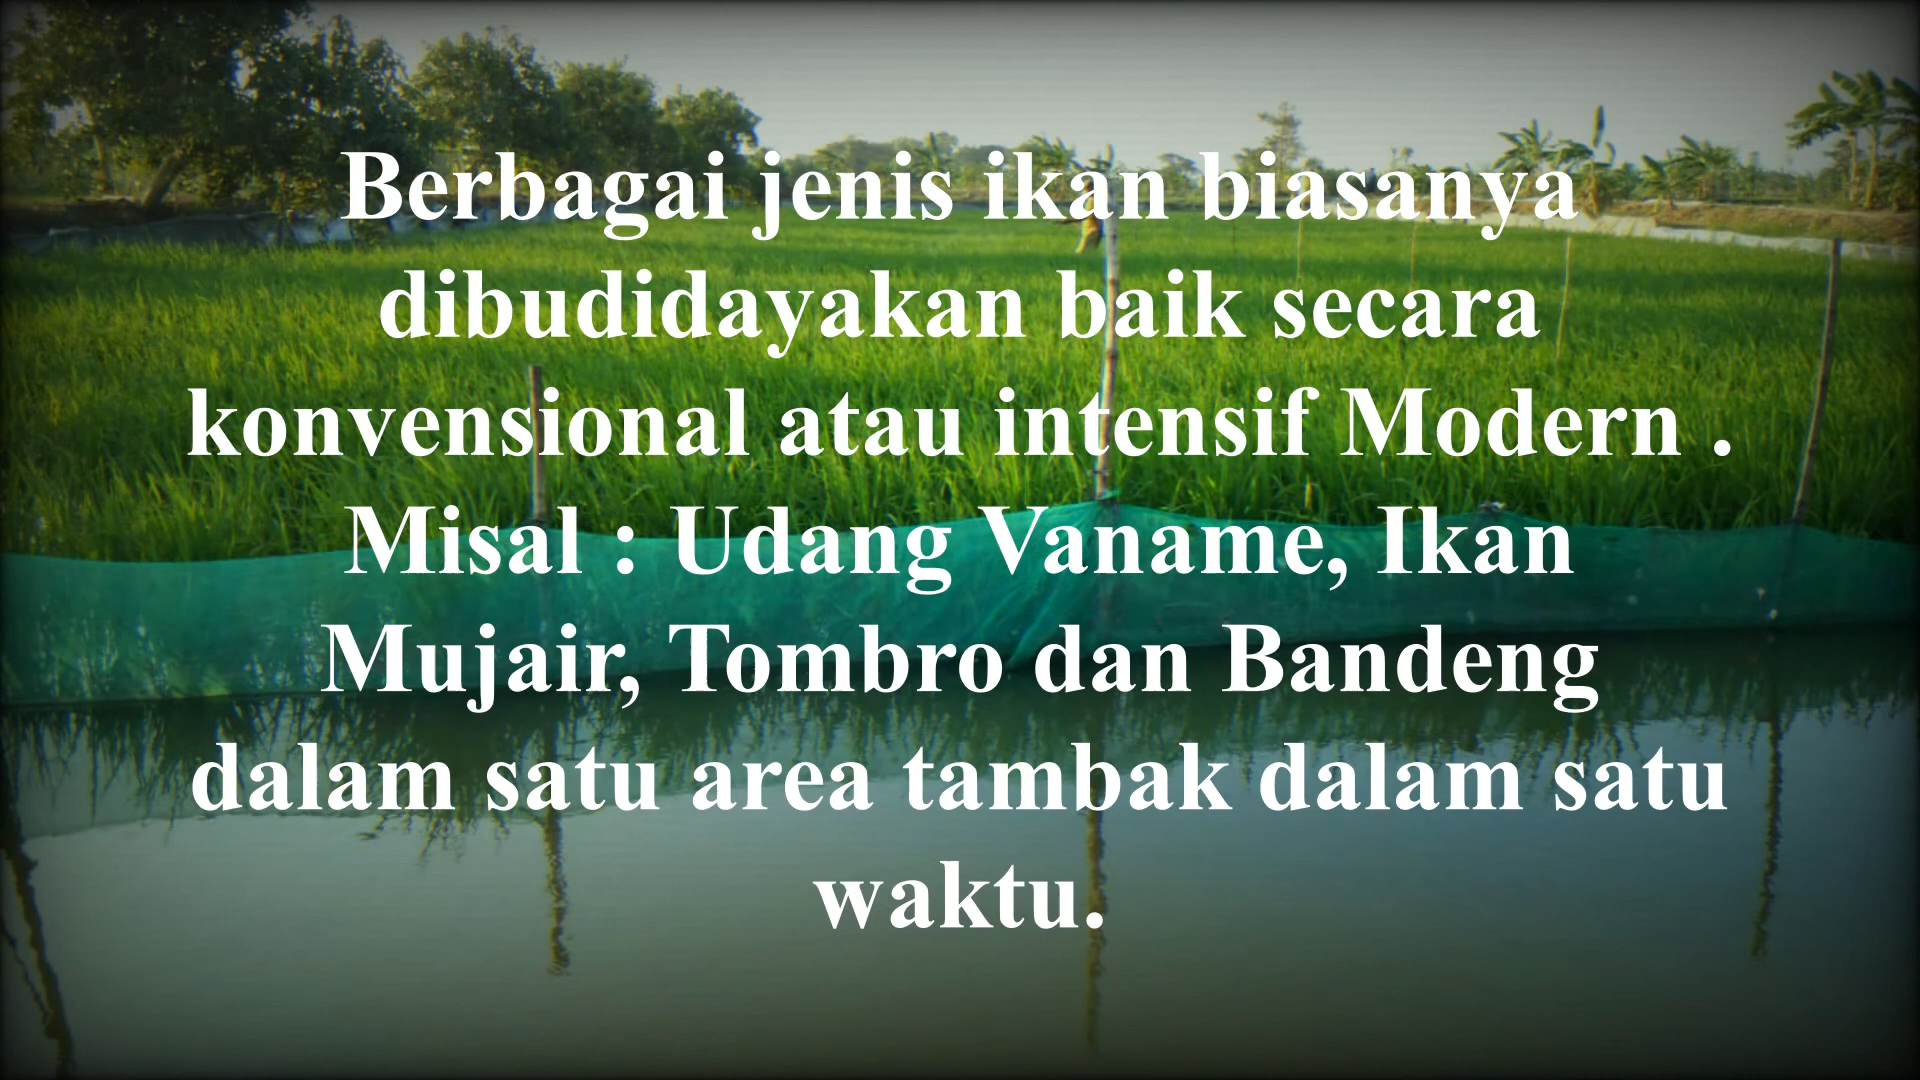 Berbagai jenis ikan biasanya
dibudidayakan baik secara
konvensional atau intensif Modern .
Misal : Udang Vaname, Ikan
Mujair, Tombro dan Bandeng
dalam satu area tambak dalam satu
waktu.